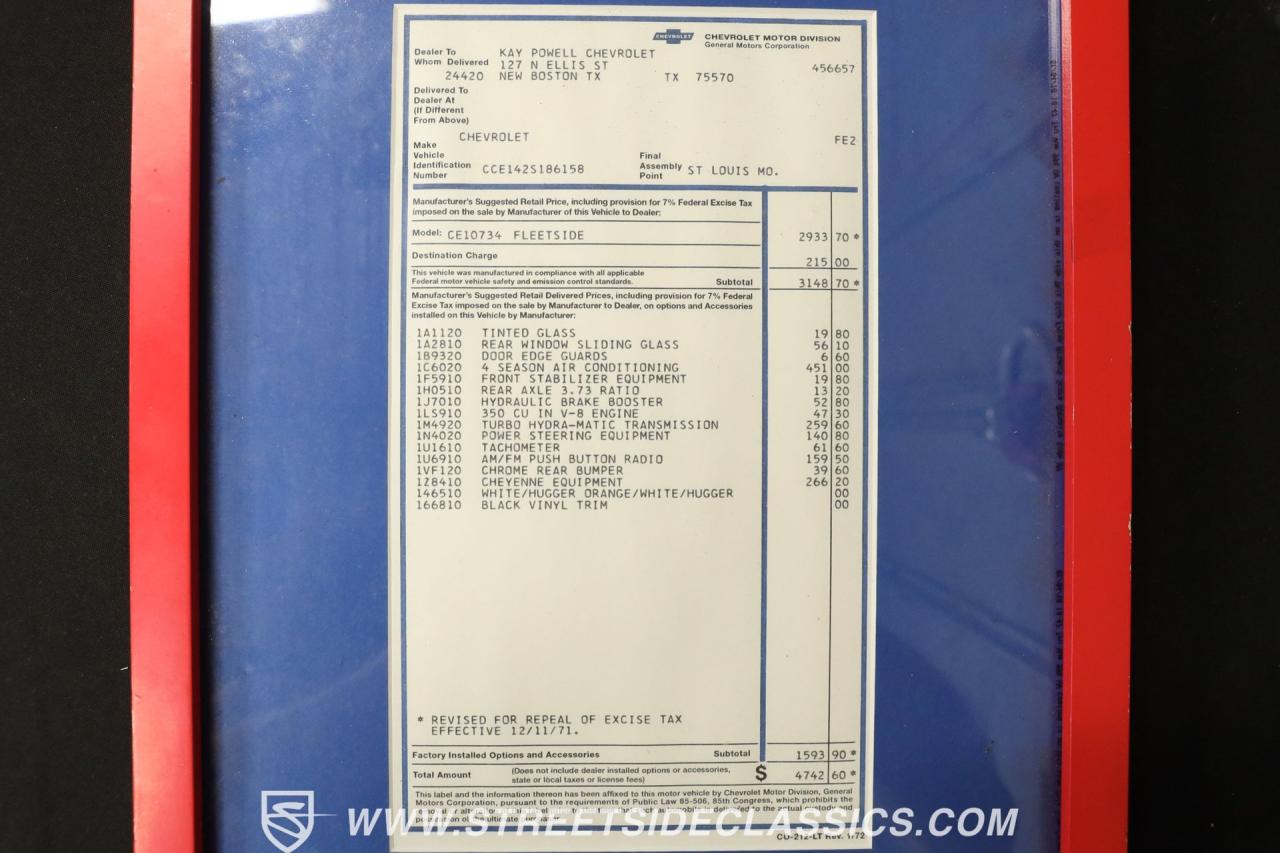 CHEVROLET
CHEVROLET MOTOR DIVISION
General Motors Corporation
Dealer To Whom Delivered
KAY POWELL CHEVROLET
127 N ELLIS ST
24420 NEW BOSTON TX TX 75570
456657
Delivered To
Dealer At
(If Different
From Above)
Make CHEVROLET
FE2
Vehicle
Identification
Number
CCE142S186158
Final
Assembly
Point
ST LOUIS MO.
Manufacturer's Suggested Retail Price, including provision for 7% Federal Excise Tax
imposed on the sale by Manufacturer of this Vehicle to Dealer:
Model: CE10734 FLEETSIDE 2933 70 *
Destination Charge 215 00
This vehicle was manufactured in compliance with all applicable
Federal motor vehicle safety and emission control standards. Subtotal 3148 70 *
Manufacturer's Suggested Retail Delivered Prices, including provision for 7% Federal
Excise Tax imposed on the sale by Manufacturer to Dealer, on options and Accessories
installed on this Vehicle by Manufacturer:
1A1120 TINTED GLASS 19 80
1A2810 REAR WINDOW SLIDING GLASS 56 10
1B9320 DOOR EDGE GUARDS 6 60
1C6020 4 SEASON AIR CONDITIONING 451 00
1F5910 FRONT STABILIZER EQUIPMENT 19 80
1H0510 REAR AXLE 3.73 RATIO 13 20
1J7010 HYDRAULIC BRAKE BOOSTER 52 80
1LS910 350 CU IN V-8 ENGINE 47 30
1M4920 TURBO HYDRA-MATIC TRANSMISSION 259 60
1N4020 POWER STEERING EQUIPMENT 140 80
1U1610 TACHOMETER 61 60
1U6910 AM/FM PUSH BUTTON RADIO 159 50
1VF120 CHROME REAR BUMPER 39 60
1Z8410 CHEYENNE EQUIPMENT 266 20
146510 WHITE/HUGGER ORANGE/WHITE/HUGGER 00
166810 BLACK VINYL TRIM 00
* REVISED FOR REPEAL OF EXCISE TAX
EFFECTIVE 12/11/71.
Factory Installed Options and Accessories Subtotal 1593 90 *
Total Amount (Does not include dealer installed options or accessories,
state or local taxes or license fees) $ 4742 60 *
This label and the information thereon has been affixed to this motor vehicle by Chevrolet Motor Division, General
Motors Corporation, pursuant to the requirements of Public Law 85-506, 85th Congress, which prohibits the
is delivered to the actual custody and
WWW.STREETSIDECLASSICS.COM
CU-212-LT Rev. 1/72